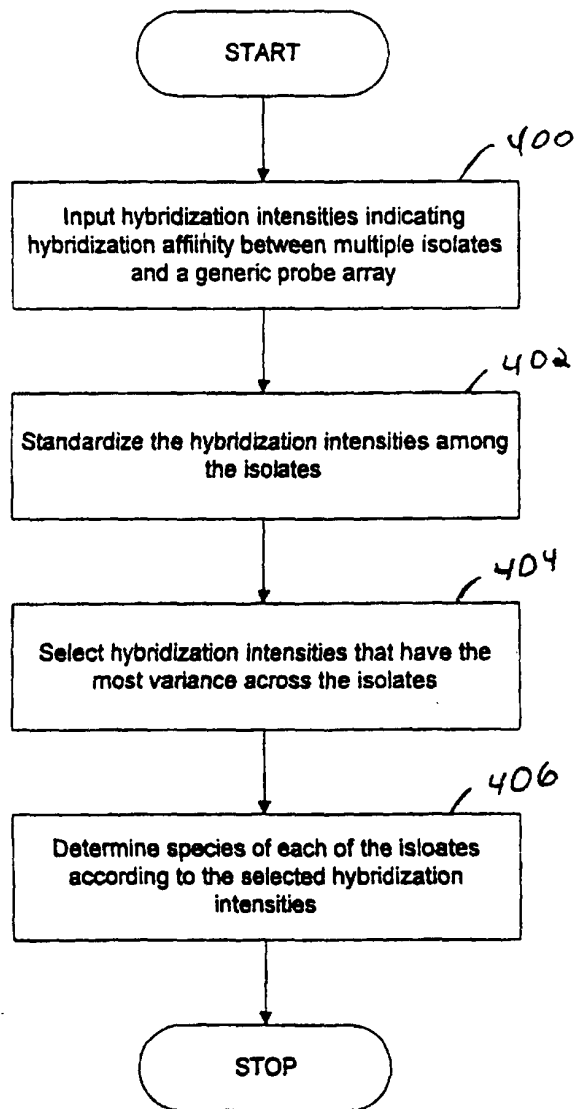 START
400
Input hybridization intensities indicating
hybridization affiinity between multiple isolates
and a generic probe array
402
Standardize the hybridization intensities among
the isolates
404
Select hybridization intensities that have the
most variance across the isolates
406
Determine species of each of the isloates
according to the selected hybridization
intensities
STOP